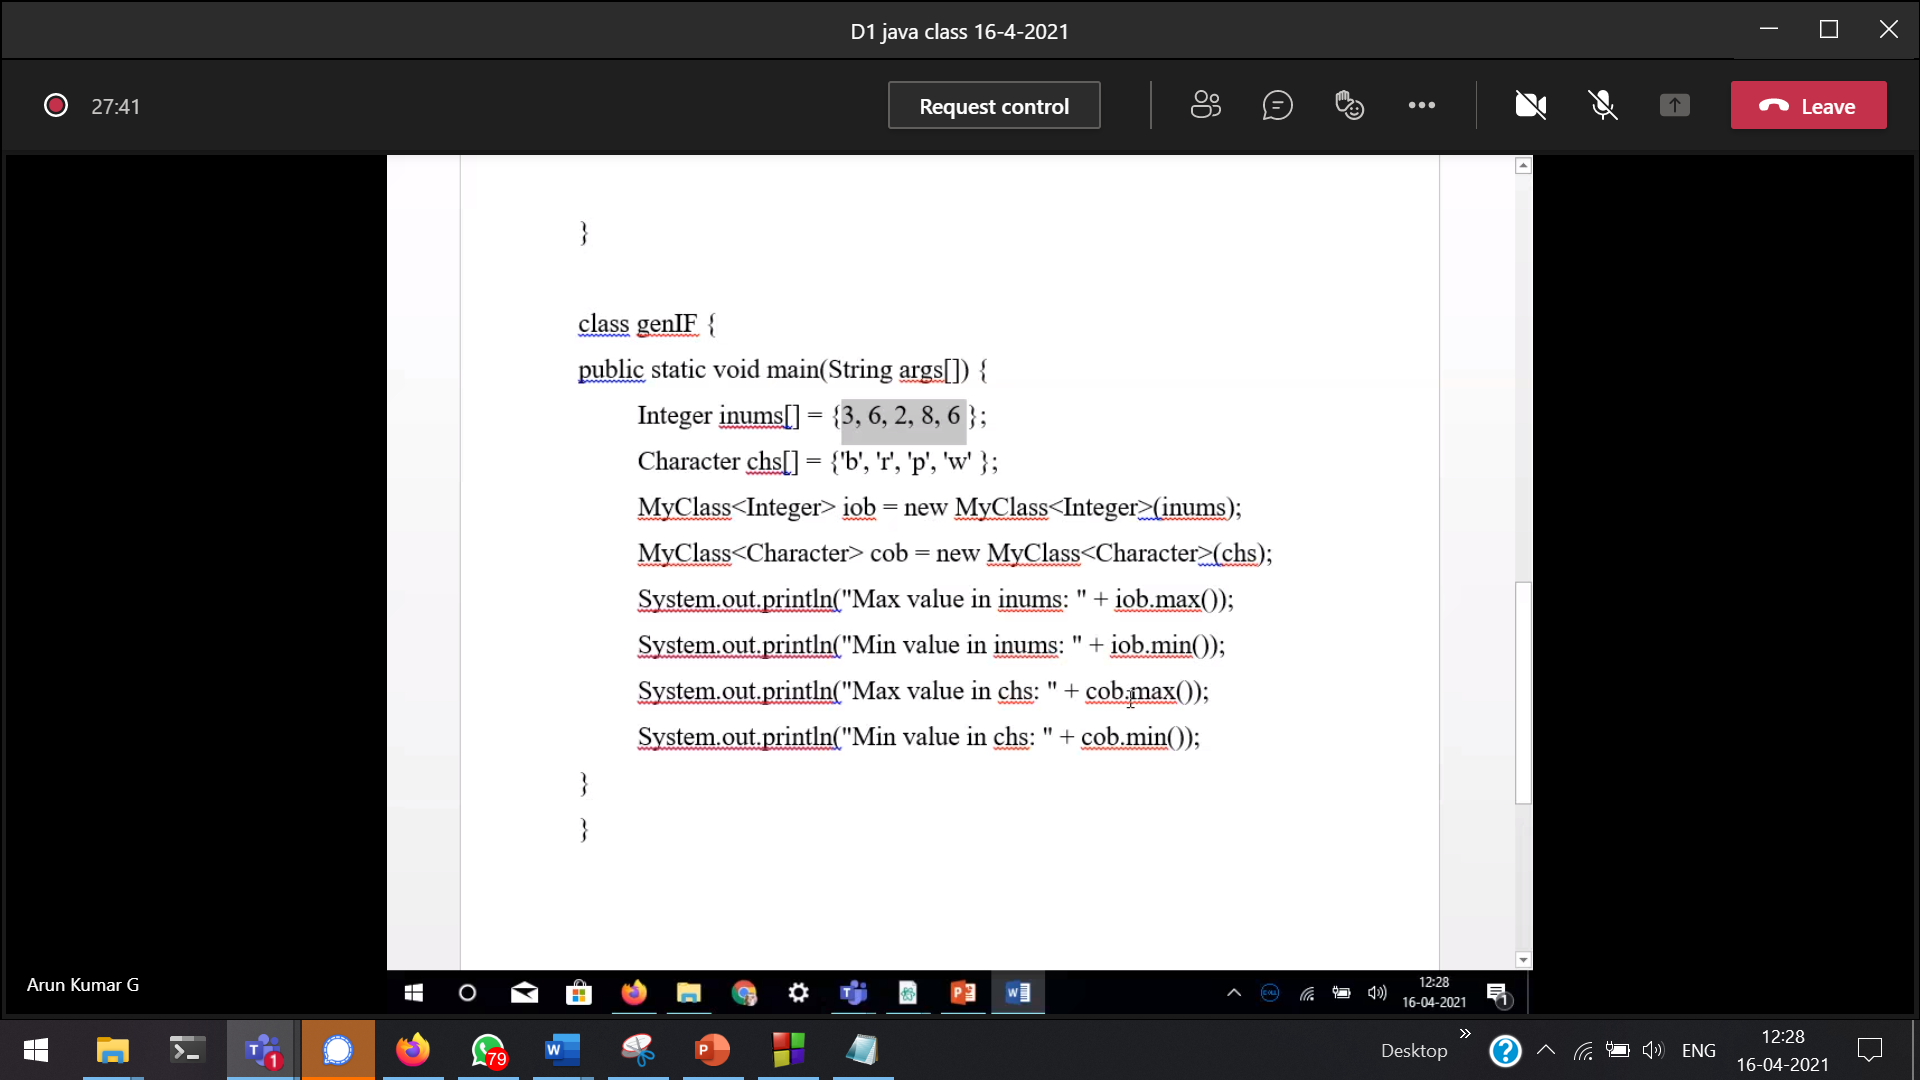 D1 java class 16-4-2021
27:41
Request control
Leave
}
class genIF {
public static void main(String args[]) {
Integer inums[] = {3, 6, 2, 8, 6 };
Character chs[] = {'b', 'r', 'p', 'w' };
MyClass<Integer> iob = new MyClass<Integer>(inums);
MyClass<Character> cob = new MyClass<Character>(chs);
System.out.println("Max value in inums: " + iob.max());
System.out.println("Min value in inums: " + iob.min());
System.out.println("Max value in chs: " + cob.max());
System.out.println("Min value in chs: " + cob.min());
}
}
Arun Kumar G
12:28
16-04-2021
1
1
79
Desktop
ENG
12:28
16-04-2021